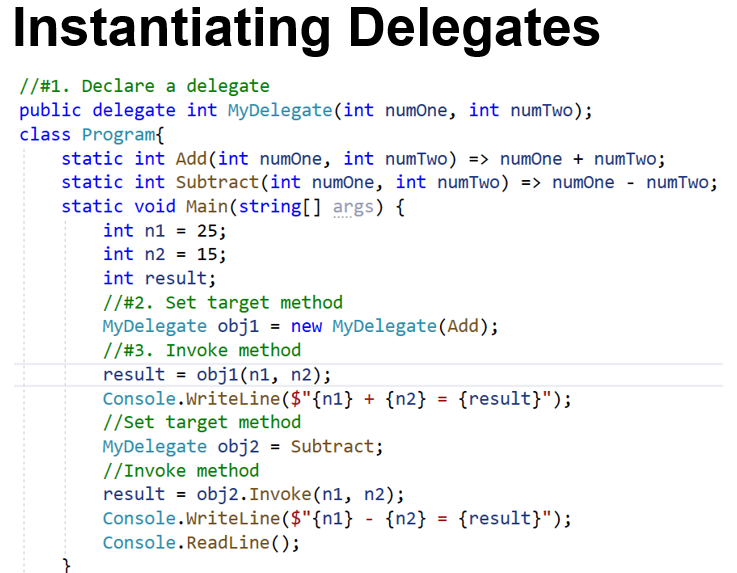 Instantiating Delegates
//#1. Declare a delegate
public delegate int MyDelegate(int numOne, int numTwo);
class Program{
    static int Add(int numOne, int numTwo) => numOne + numTwo;
    static int Subtract(int numOne, int numTwo) => numOne - numTwo;
    static void Main(string[] args) {
        int n1 = 25;
        int n2 = 15;
        int result;
        //#2. Set target method
        MyDelegate obj1 = new MyDelegate(Add);
        //#3. Invoke method
        result = obj1(n1, n2);
        Console.WriteLine($"{n1} + {n2} = {result}");
        //Set target method
        MyDelegate obj2 = Subtract;
        //Invoke method
        result = obj2.Invoke(n1, n2);
        Console.WriteLine($"{n1} - {n2} = {result}");
        Console.ReadLine();
    }